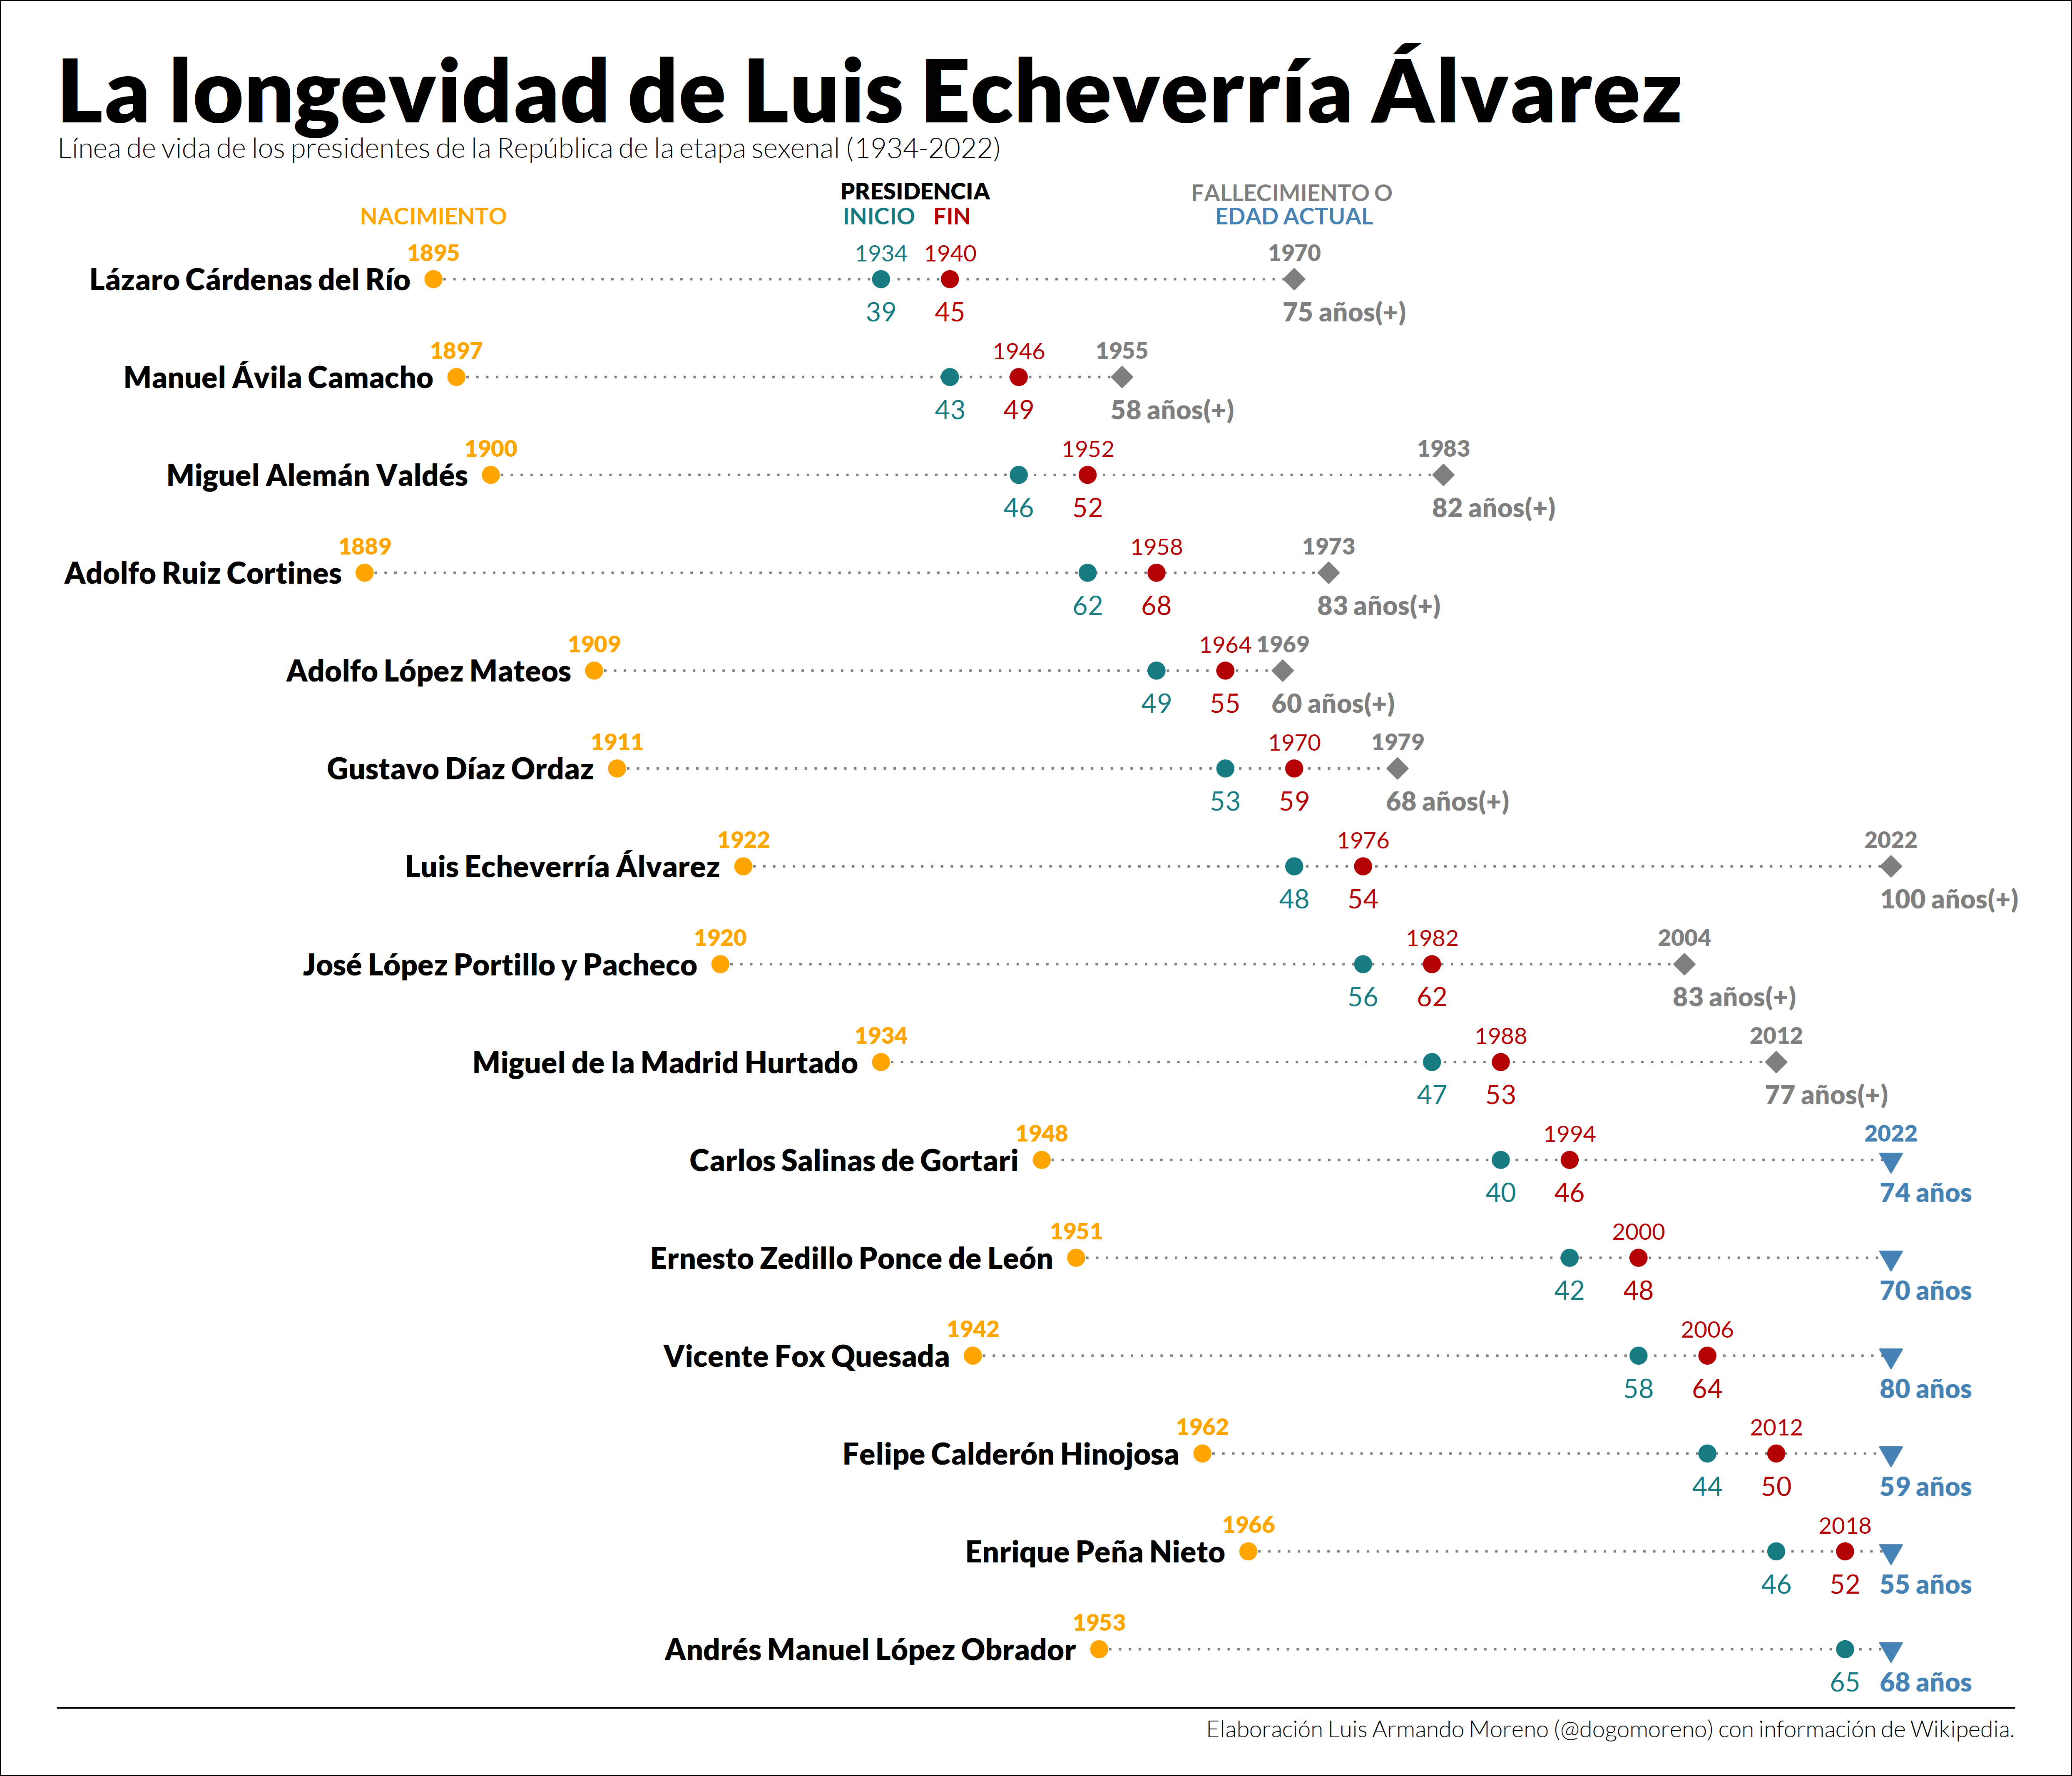 La longevidad de Luis Echeverría Álvarez
Línea de vida de los presidentes de la República de la etapa sexenal (1934-2022)
PRESIDENCIA FALLECIMIENTO O
NACIMIENTO INICIO FIN EDAD ACTUAL
1895 1934 1940 1970
Lázaro Cárdenas del Río
39 45 75 años(+)
1897 1946 1955
Manuel Ávila Camacho
43 49 58 años(+)
1900 1952 1983
Miguel Alemán Valdés
46 52 82 años(+)
1889 1958 1973
Adolfo Ruiz Cortines
62 68 83 años(+)
1909 1964 1969
Adolfo López Mateos
49 55 60 años(+)
1911 1970 1979
Gustavo Díaz Ordaz
53 59 68 años(+)
1922 1976 2022
Luis Echeverría Álvarez
48 54 100 años(+)
1920 1982 2004
José López Portillo y Pacheco
56 62 83 años(+)
1934 1988 2012
Miguel de la Madrid Hurtado
47 53 77 años(+)
1948 1994 2022
Carlos Salinas de Gortari
40 46 74 años
1951 2000
Ernesto Zedillo Ponce de León
42 48 70 años
1942 2006
Vicente Fox Quesada
58 64 80 años
1962 2012
Felipe Calderón Hinojosa
44 50 59 años
1966 2018
Enrique Peña Nieto
46 52 55 años
1953
Andrés Manuel López Obrador
65 68 años
Elaboración Luis Armando Moreno (@dogomoreno) con información de Wikipedia.